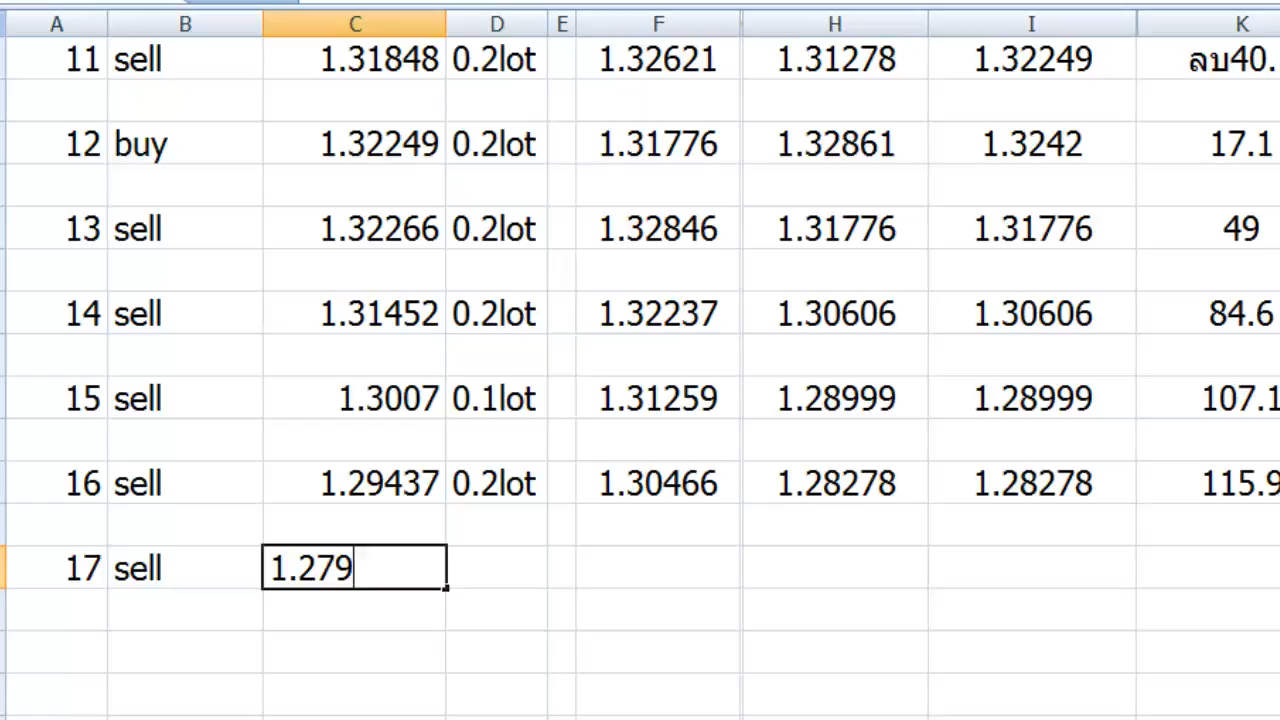 A B C D E F H I K
11 sell 1.31848 0.2lot 1.32621 1.31278 1.32249 ลบ40.
12 buy 1.32249 0.2lot 1.31776 1.32861 1.3242 17.1
13 sell 1.32266 0.2lot 1.32846 1.31776 1.31776 49
14 sell 1.31452 0.2lot 1.32237 1.30606 1.30606 84.6
15 sell 1.3007 0.1lot 1.31259 1.28999 1.28999 107.1
16 sell 1.29437 0.2lot 1.30466 1.28278 1.28278 115.9
17 sell 1.279